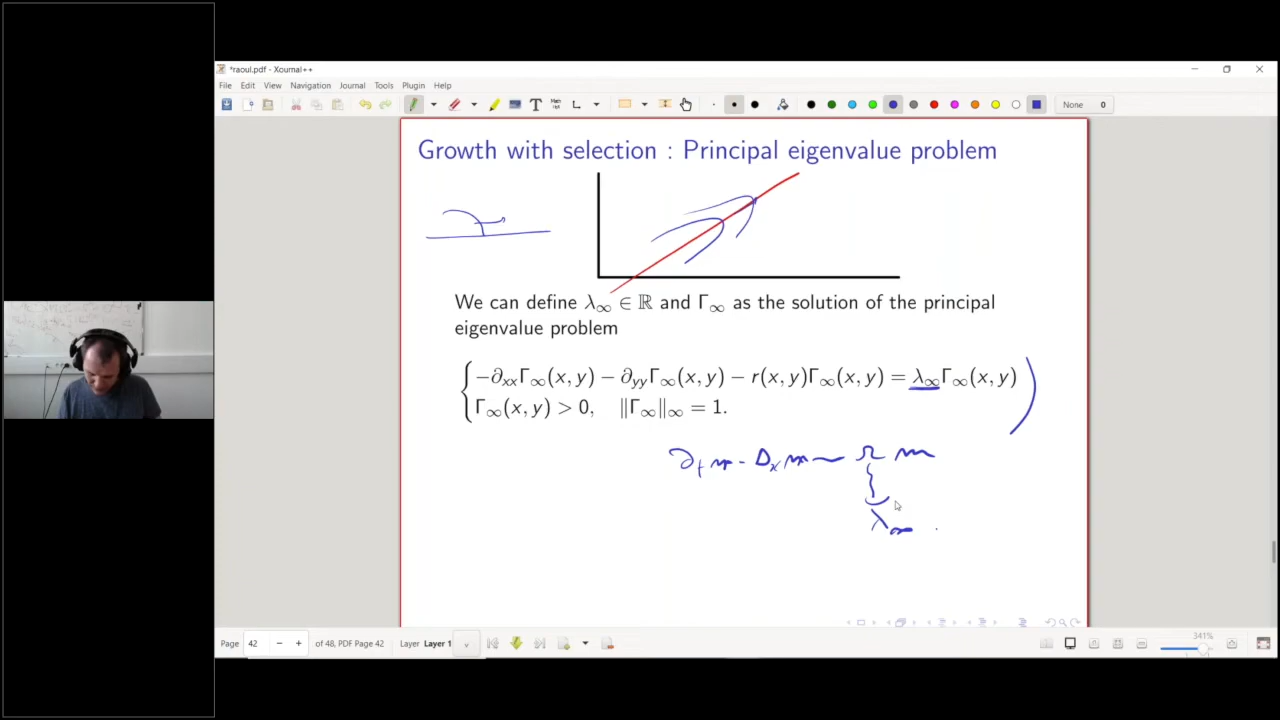 *raoul.pdf - Xournal++
File Edit View Navigation Journal Tools Plugin Help
None 0
Growth with selection : Principal eigenvalue problem
We can define λ∞ ∈ ℝ and Γ∞ as the solution of the principal
eigenvalue problem
−∂xxΓ∞(x, y) − ∂yyΓ∞(x, y) − r(x, y)Γ∞(x, y) = λ∞Γ∞(x, y)
Γ∞(x, y) > 0, ‖Γ∞‖∞ = 1.
λ∞
Page 42 of 48, PDF Page 42 Layer Layer 1 341%